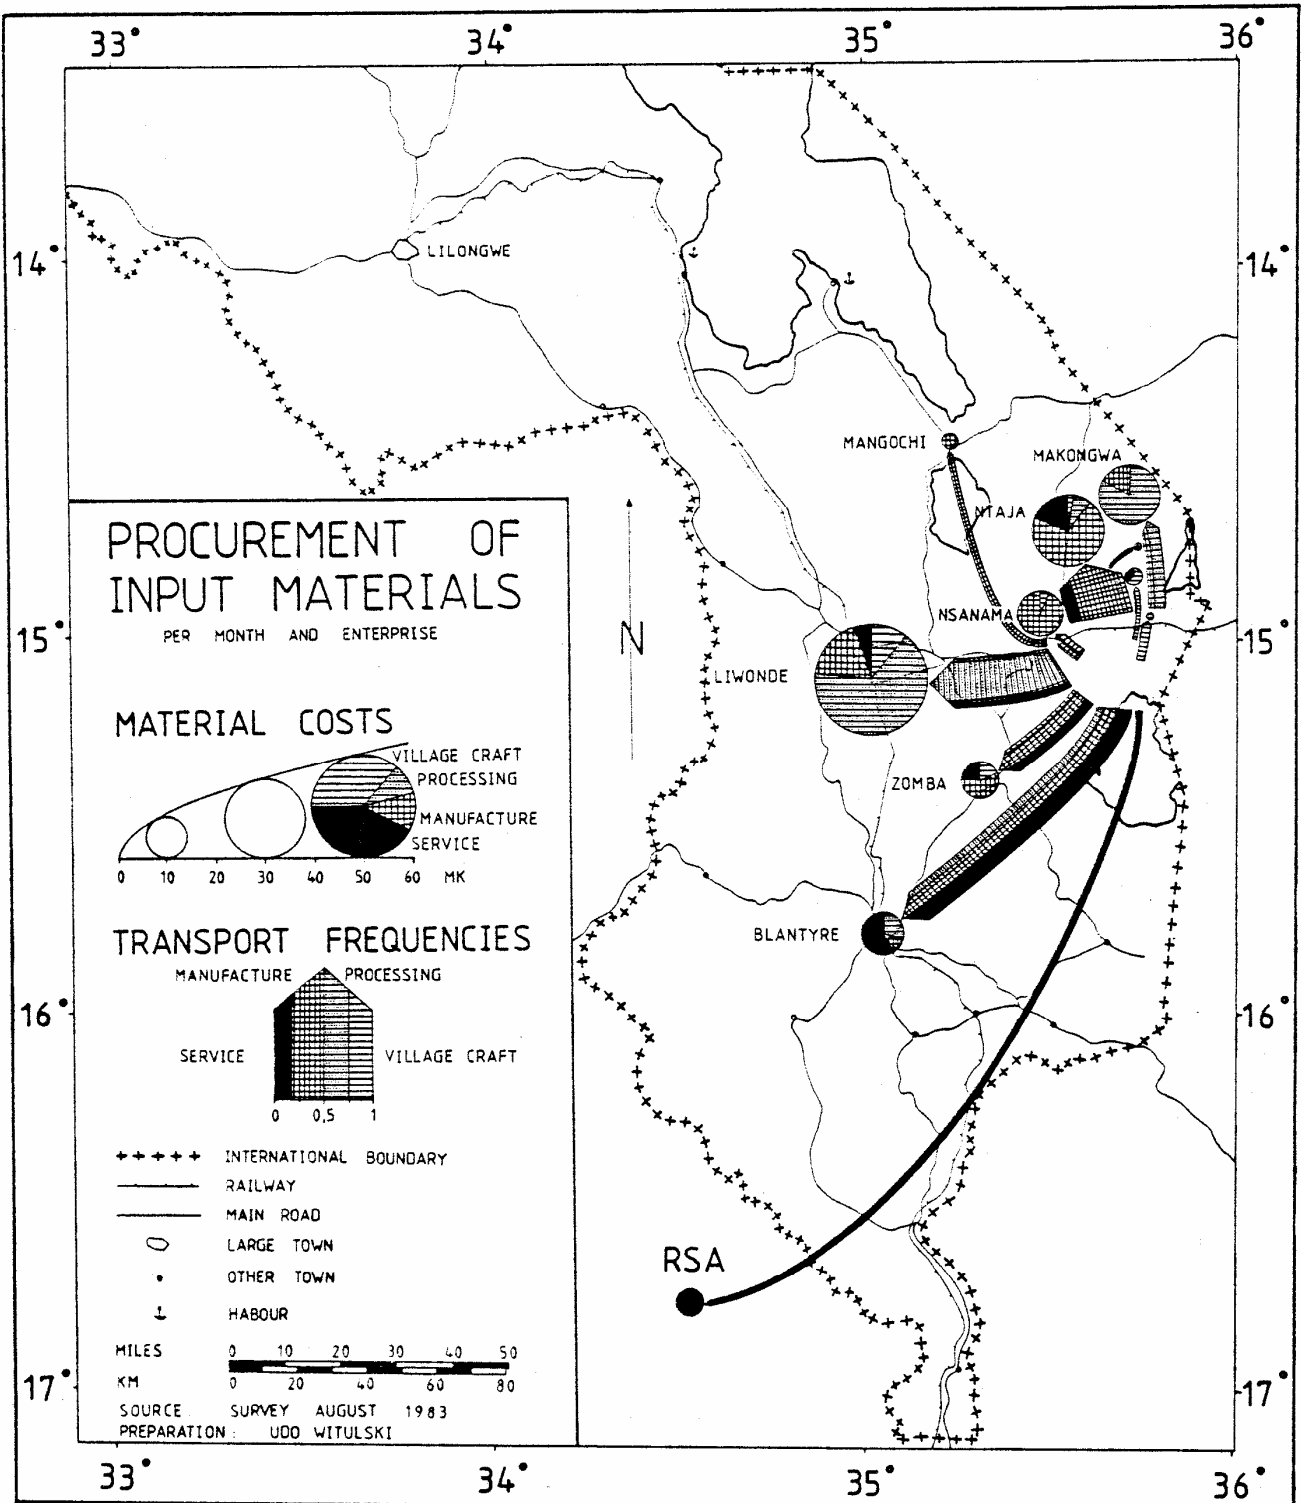 33° 34° 35° 36°
14° 14°
LILONGWE
MANGOCHI
MAKONGWA
NTAJA
NSANAMA
15° 15°
LIWONDE
ZOMBA
BLANTYRE
16° 16°
RSA
17° 17°
33° 34° 35° 36°
N
PROCUREMENT OF
INPUT MATERIALS
PER MONTH AND ENTERPRISE
MATERIAL COSTS
VILLAGE CRAFT
PROCESSING
MANUFACTURE
SERVICE
0 10 20 30 40 50 60 MK
TRANSPORT FREQUENCIES
MANUFACTURE PROCESSING
SERVICE VILLAGE CRAFT
0 0,5 1
INTERNATIONAL BOUNDARY
RAILWAY
MAIN ROAD
LARGE TOWN
OTHER TOWN
HABOUR
MILES 0 10 20 30 40 50
KM 0 20 40 60 80
SOURCE SURVEY AUGUST 1983
PREPARATION: UDO WITULSKI